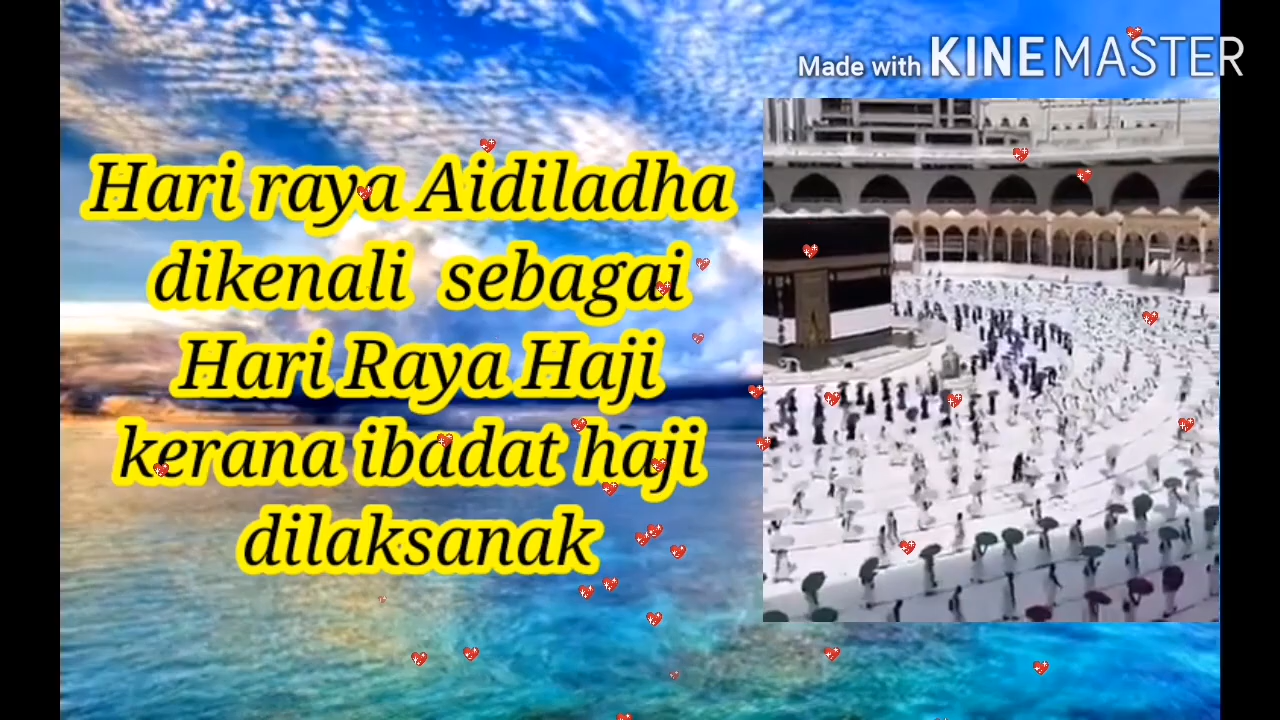 Made with KINEMASTER
Hari raya Aidiladha
dikenali sebagai
Hari Raya Haji
kerana ibadat haji
dilaksanak